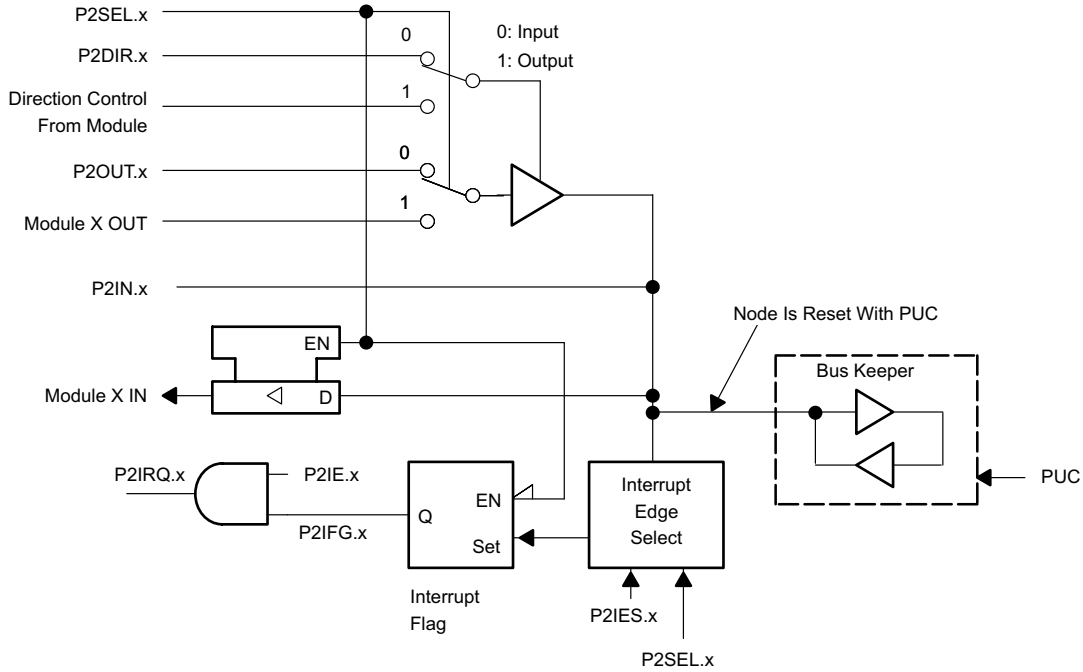 P2SEL.x
P2DIR.x
0
0: Input
1: Output
Direction Control
From Module
1
P2OUT.x
0
Module X OUT
1
P2IN.x
Node Is Reset With PUC
EN
Bus Keeper
Module X IN
D
P2IRQ.x
P2IE.x
P2IFG.x
Q
EN
Set
Interrupt
Edge
Select
PUC
Interrupt
Flag
P2IES.x
P2SEL.x